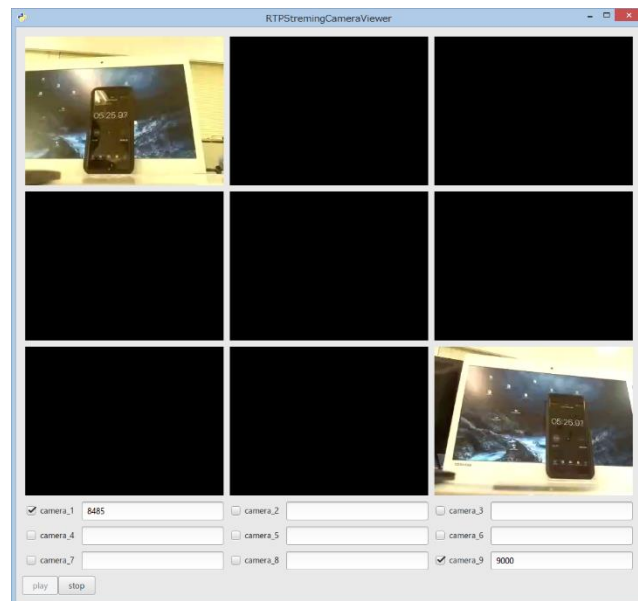 RTPStremingCameraViewer
05:25.97
05:25.97
camera_1 8485 camera_2 camera_3
camera_4 camera_5 camera_6
camera_7 camera_8 camera_9 9000
play stop